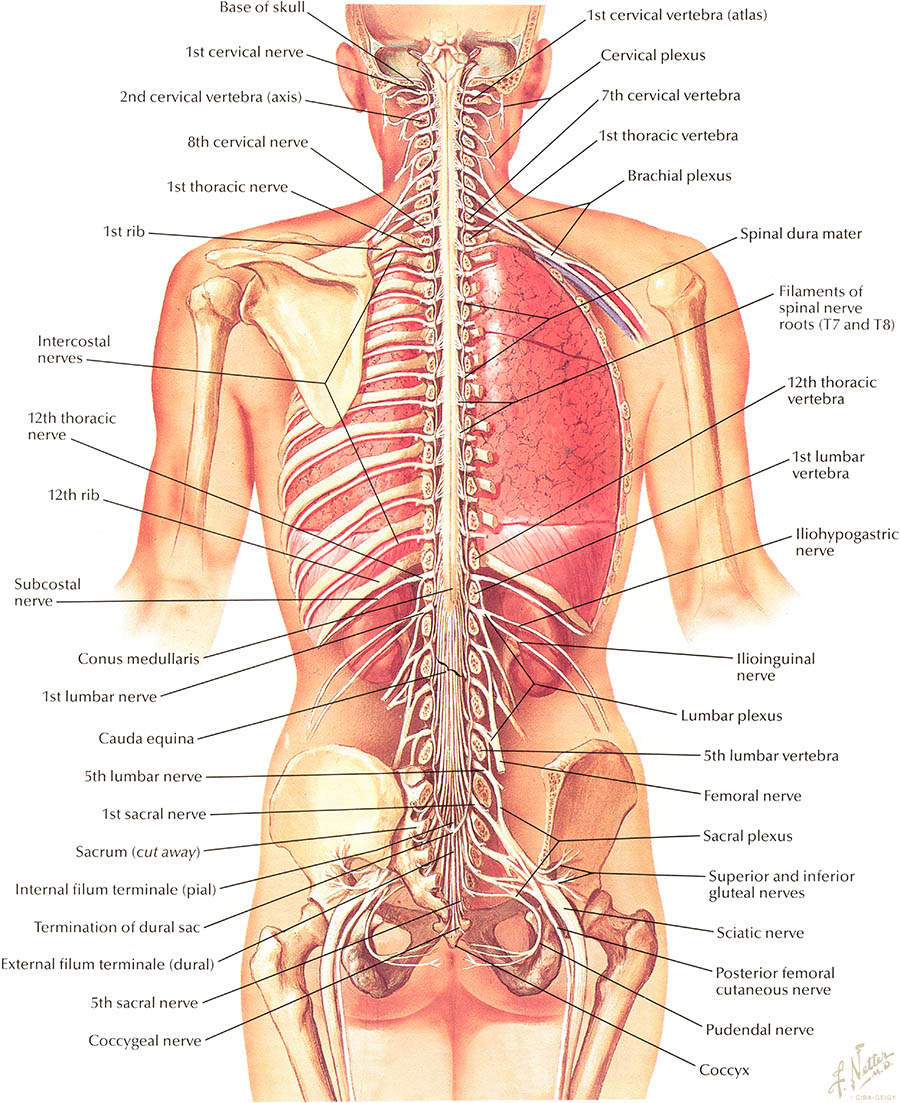 Base of skull
1st cervical nerve
2nd cervical vertebra (axis)
8th cervical nerve
1st thoracic nerve
1st rib
Intercostal
nerves
12th thoracic
nerve
12th rib
Subcostal
nerve
Conus medullaris
1st lumbar nerve
Cauda equina
5th lumbar nerve
1st sacral nerve
Sacrum (cut away)
Internal filum terminale (pial)
Termination of dural sac
External filum terminale (dural)
5th sacral nerve
Coccygeal nerve
1st cervical vertebra (atlas)
Cervical plexus
7th cervical vertebra
1st thoracic vertebra
Brachial plexus
Spinal dura mater
Filaments of
spinal nerve
roots (T7 and T8)
12th thoracic
vertebra
1st lumbar
vertebra
Iliohypogastric
nerve
Ilioinguinal
nerve
Lumbar plexus
5th lumbar vertebra
Femoral nerve
Sacral plexus
Superior and inferior
gluteal nerves
Sciatic nerve
Posterior femoral
cutaneous nerve
Pudendal nerve
Coccyx
F. Netter
M.D.
CIBA-GEIGY